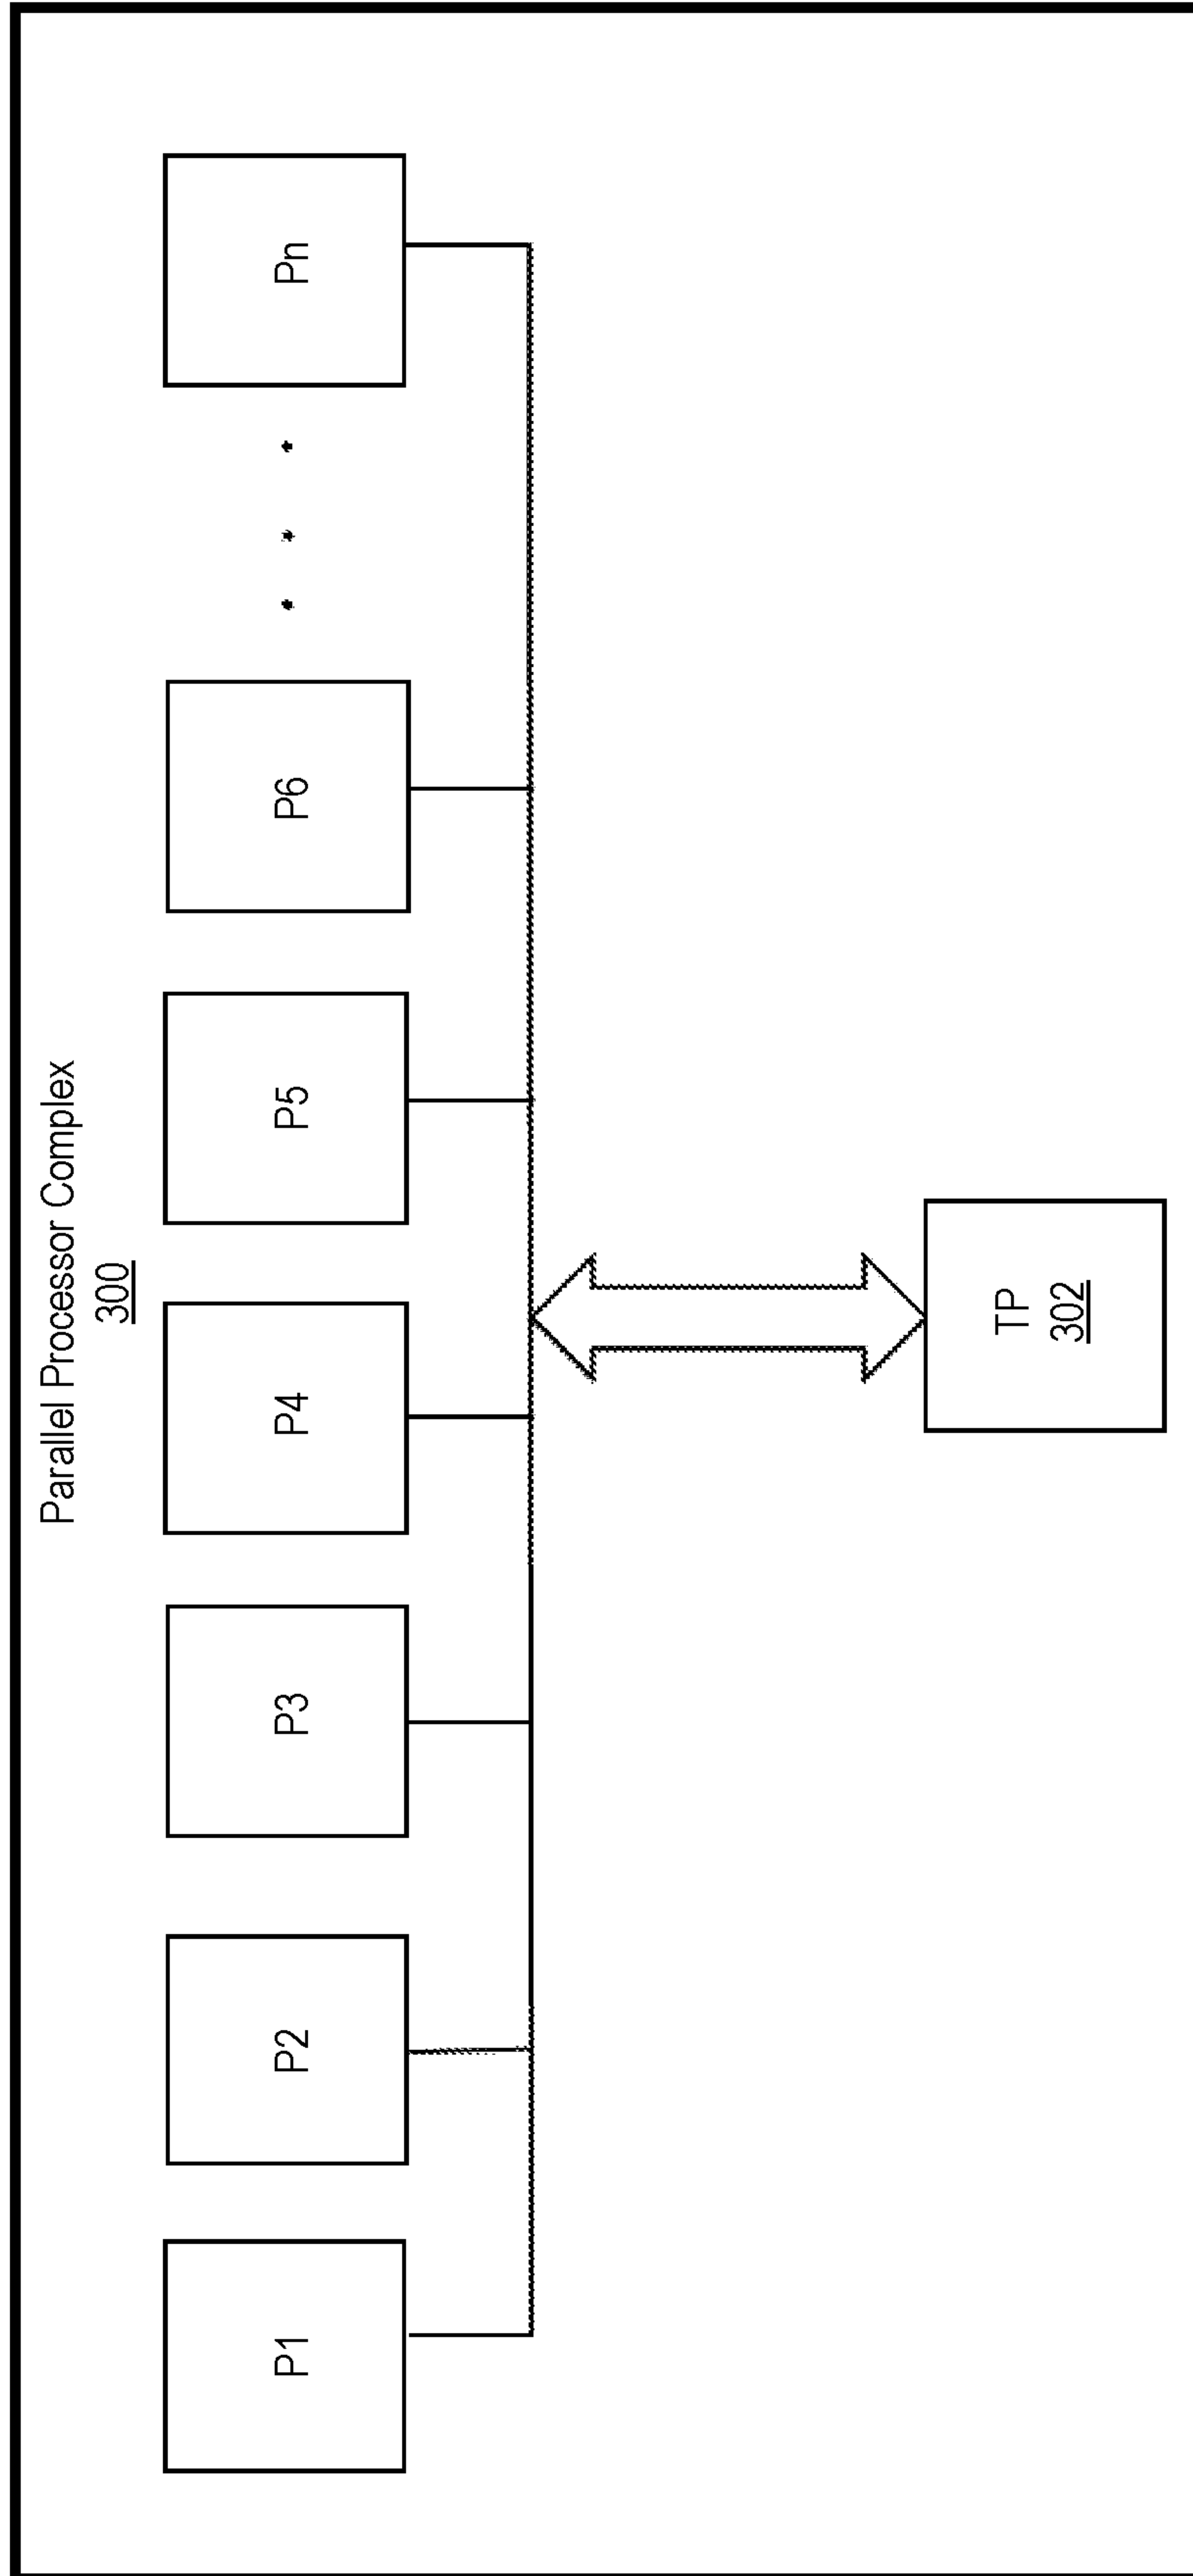 Parallel Processor Complex
300
P1
P2
P3
P4
P5
P6
Pn
TP
302